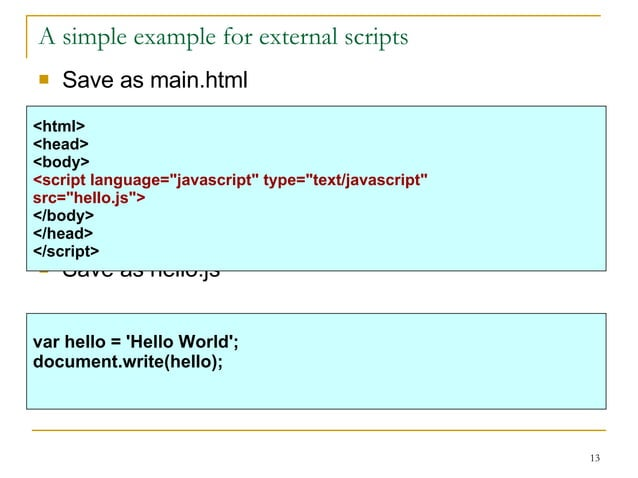 A simple example for external scripts
Save as main.html
<html>
<head>
<body>
<script language="javascript" type="text/javascript"
src="hello.js">
</body>
</head>
</script>
Save as hello.js
var hello = 'Hello World';
document.write(hello);
13